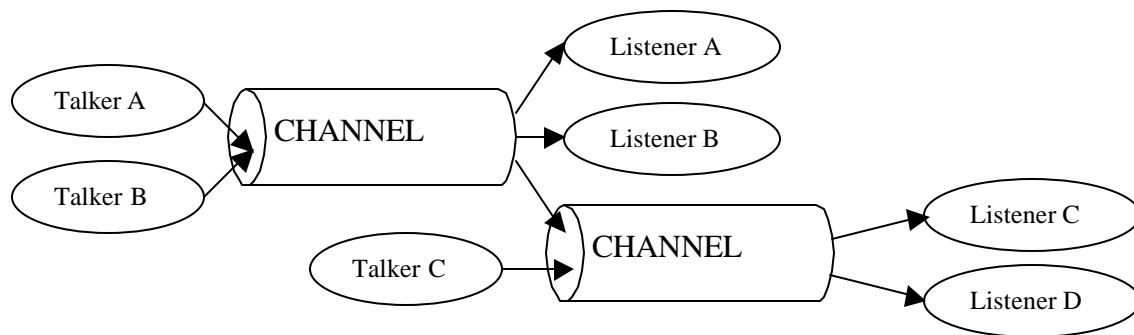 Listener A
Talker A
CHANNEL
Listener B
Talker B
Listener C
CHANNEL
Talker C
Listener D